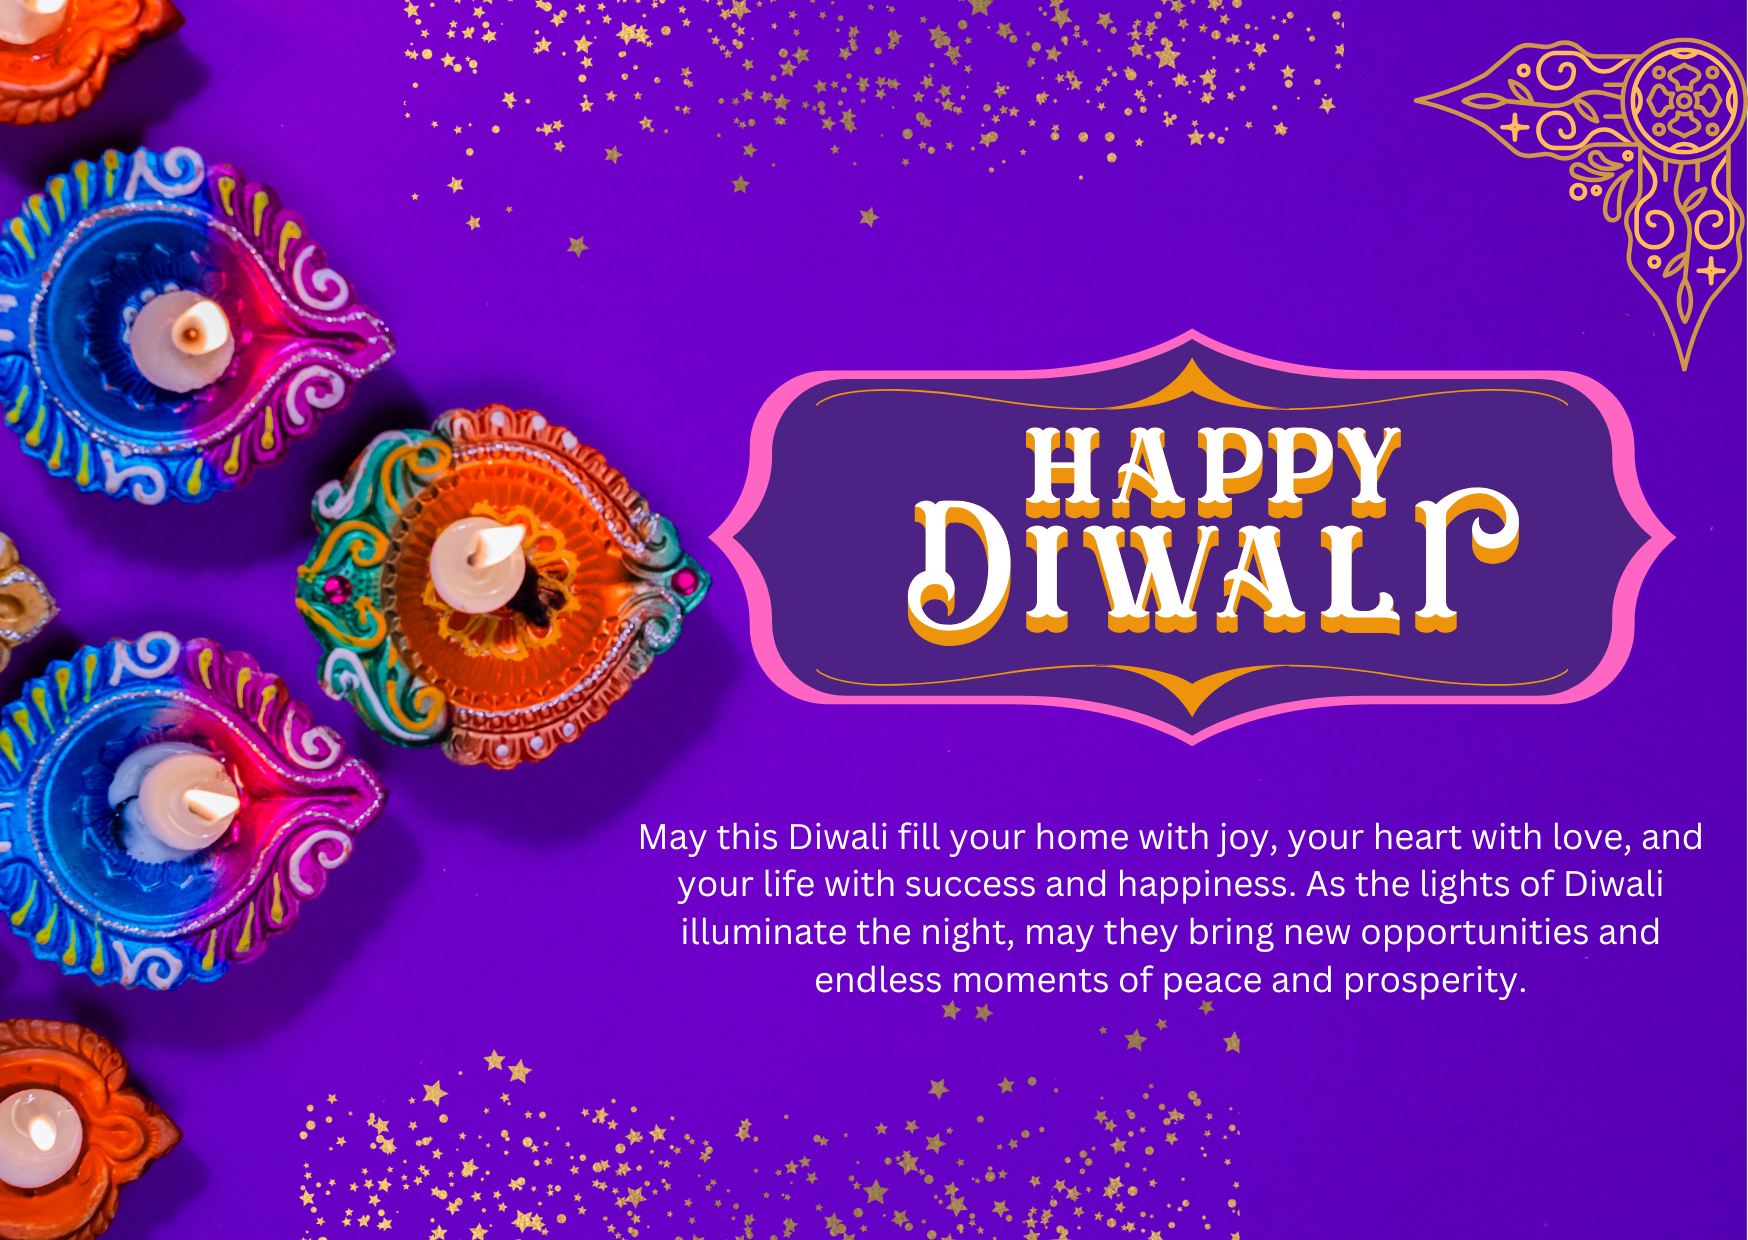 HAPPY
DIWALI
May this Diwali fill your home with joy, your heart with love, and
your life with success and happiness. As the lights of Diwali
illuminate the night, may they bring new opportunities and
endless moments of peace and prosperity.